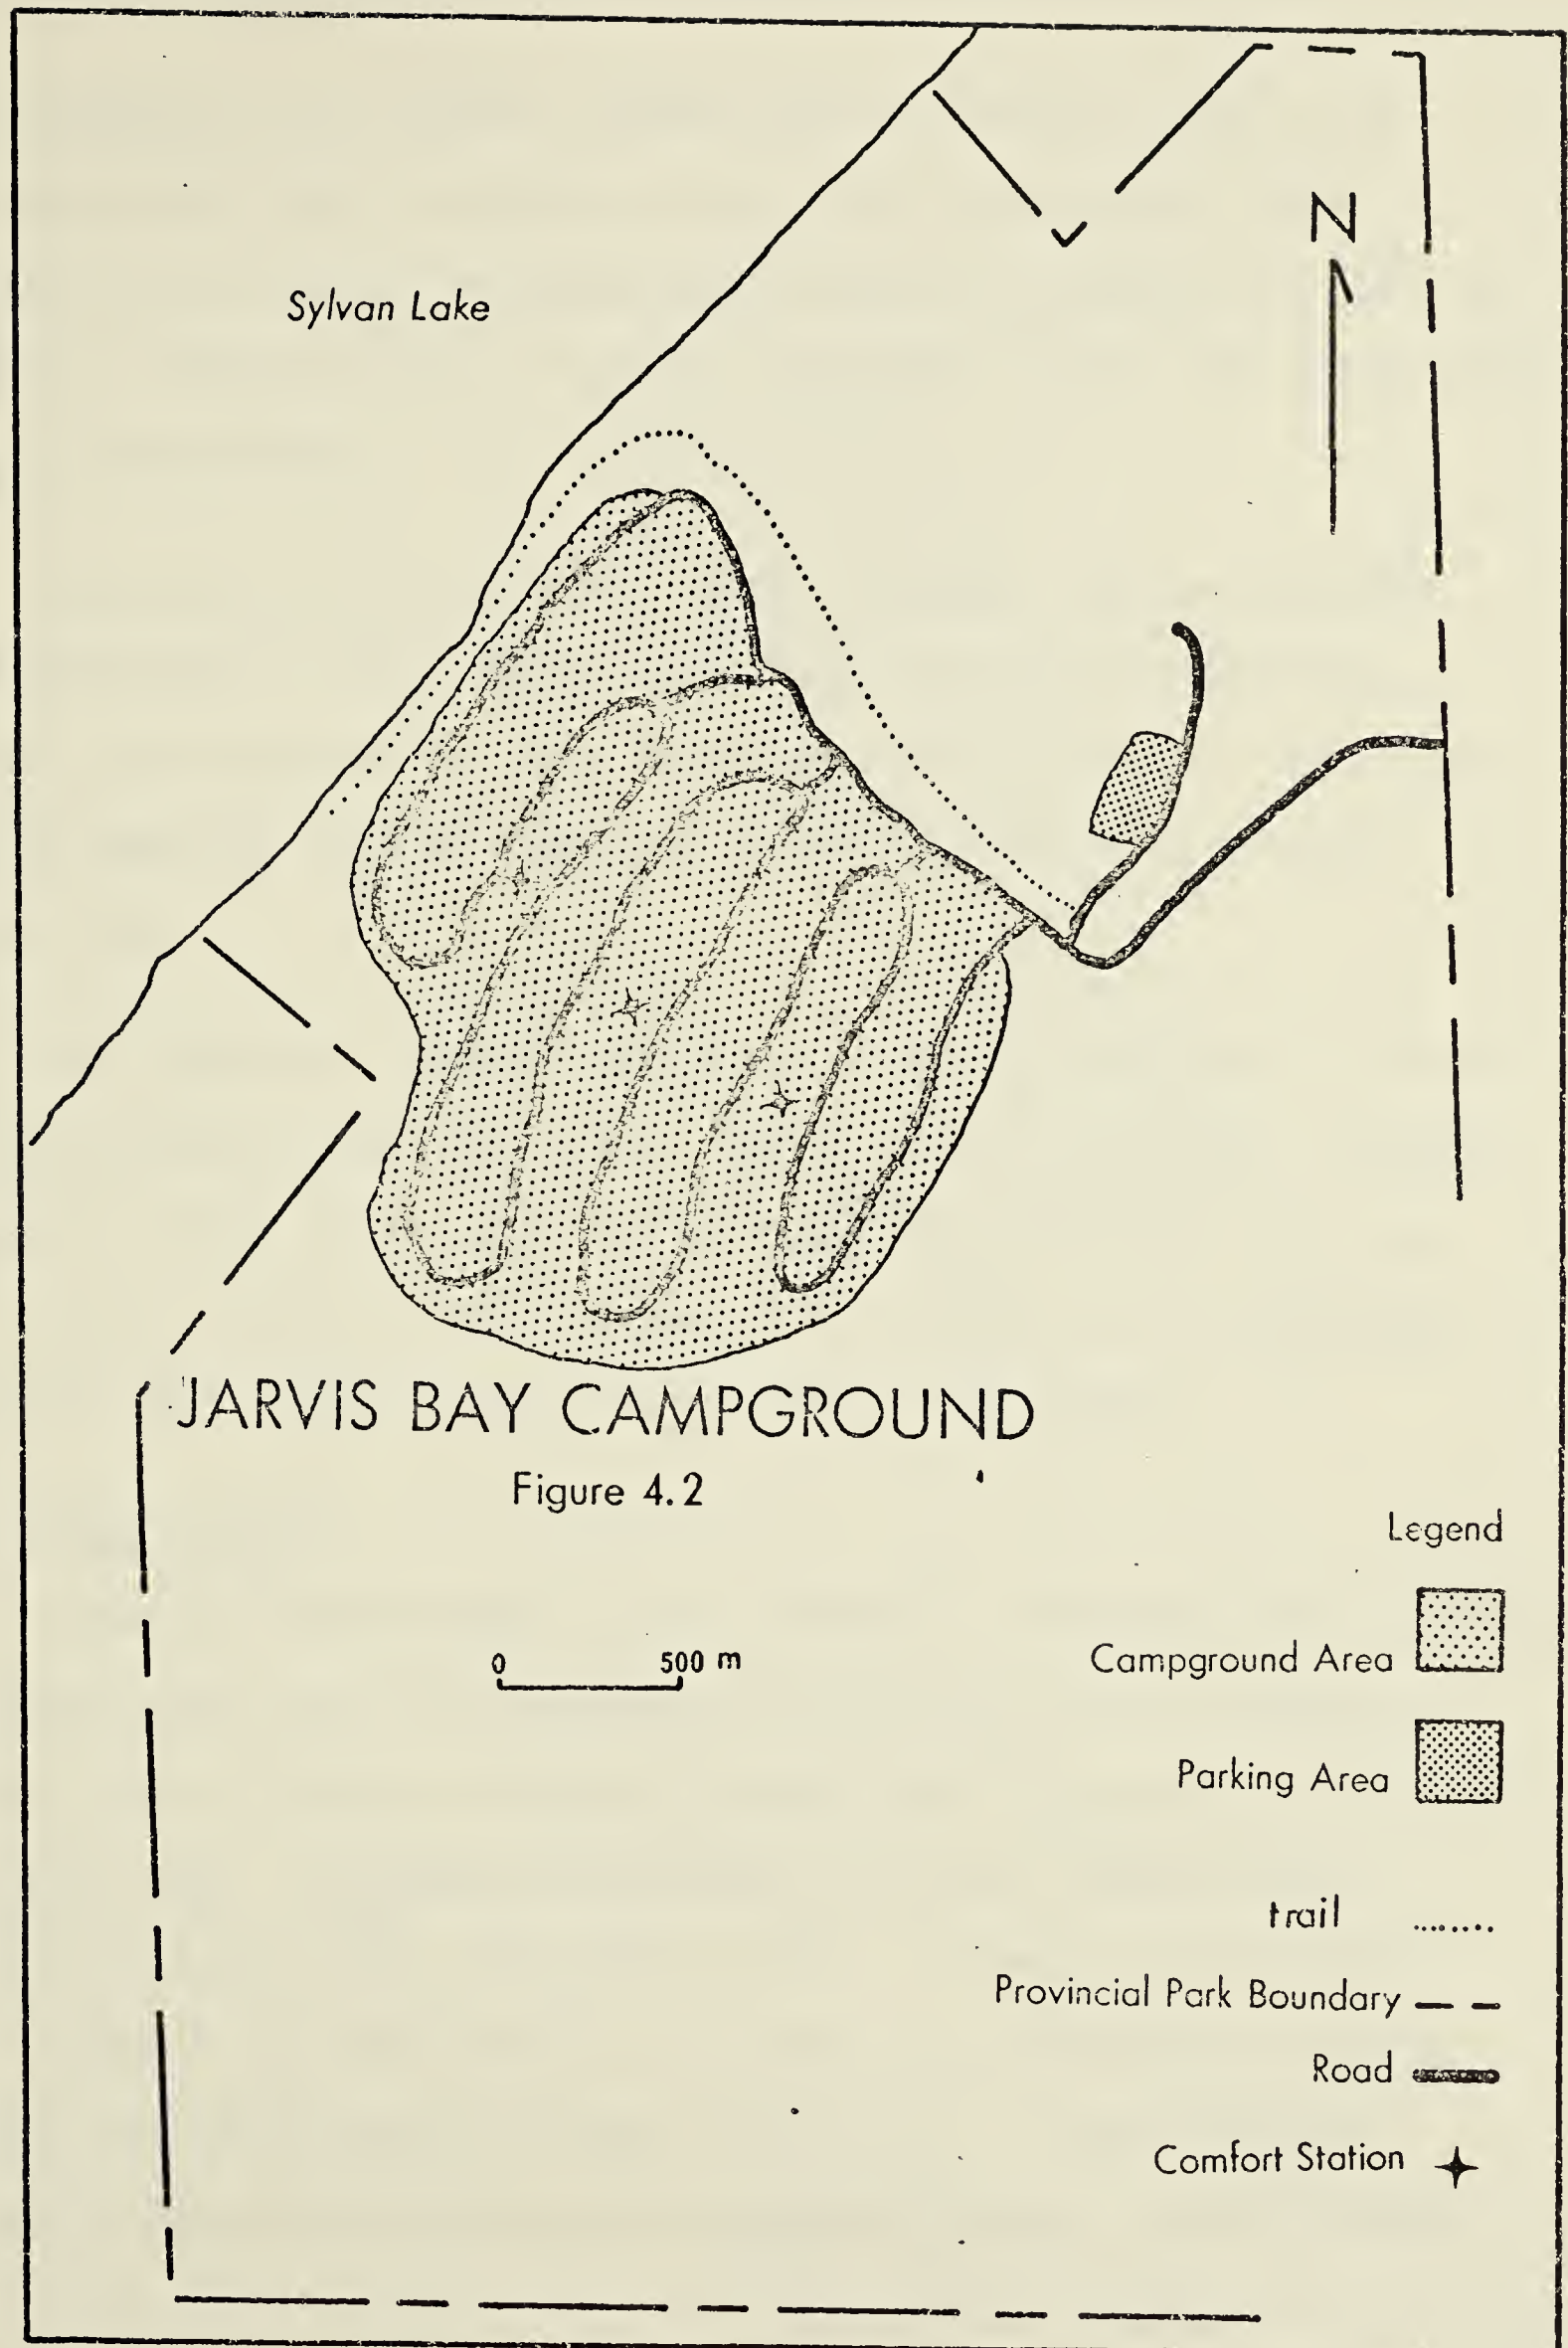 N
Sylvan Lake
JARVIS BAY CAMPGROUND
Figure 4.2
Legend
0 500 m
Campground Area
Parking Area
trail
Provincial Park Boundary
Road
Comfort Station